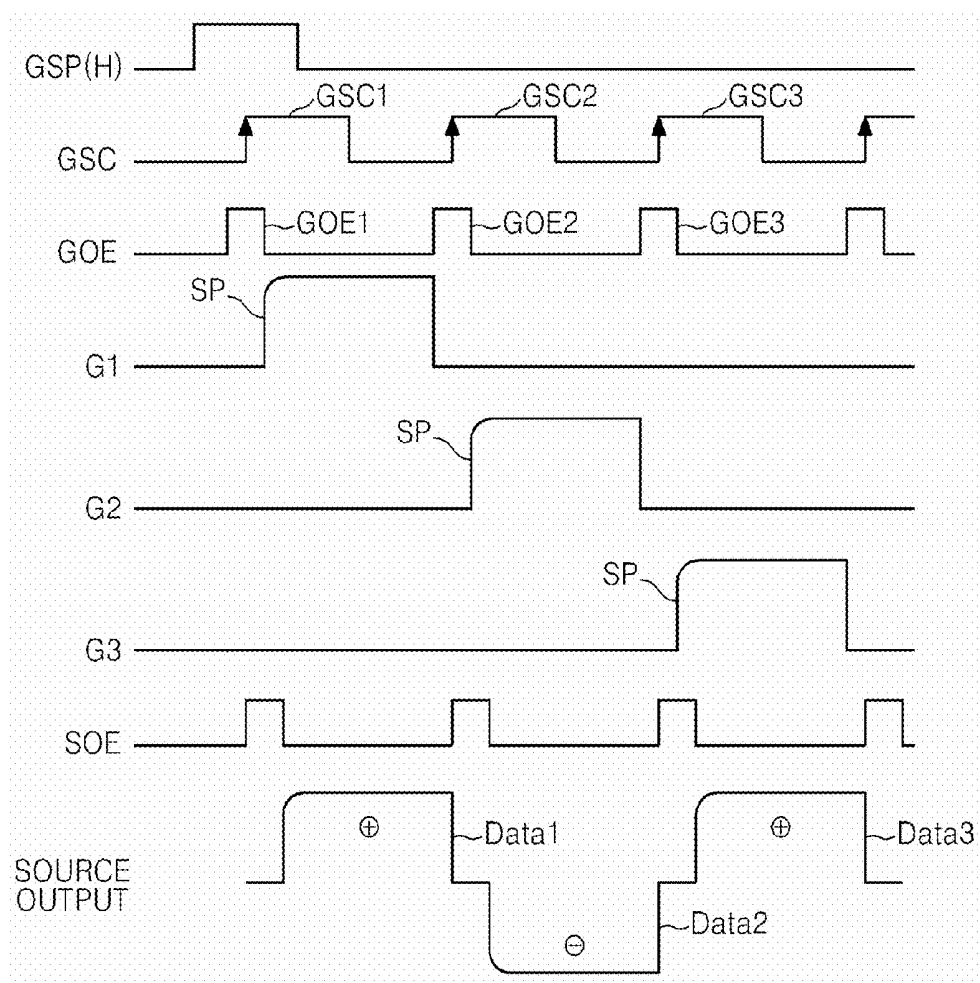 GSP(H)
GSC1 GSC2 GSC3
GSC
GOE1 GOE2 GOE3
GOE
SP
G1
SP
G2
SP
G3
SOE
⊕ Data1 ⊕ Data3
SOURCE
OUTPUT
Data2
⊖